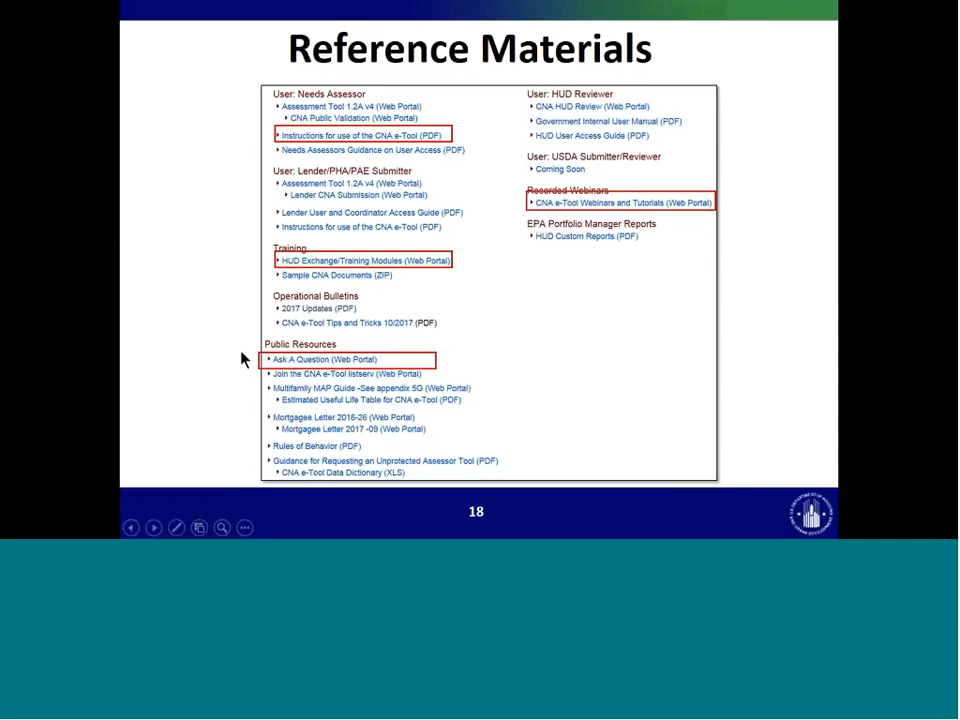 Reference Materials
User: Needs Assessor
Assessment Tool 1.2A v4 (Web Portal)
CNA Public Validation (Web Portal)
Instructions for use of the CNA e-Tool (PDF)
Needs Assessors Guidance on User Access (PDF)
User: Lender/PHA/PAE Submitter
Assessment Tool 1.2A v4 (Web Portal)
Lender CNA Submission (Web Portal)
Lender User and Coordinator Access Guide (PDF)
Instructions for use of the CNA e-Tool (PDF)
Training
HUD Exchange/Training Modules (Web Portal)
Sample CNA Documents (ZIP)
Operational Bulletins
2017 Updates (PDF)
CNA e-Tool Tips and Tricks 10/2017 (PDF)
Public Resources
Ask A Question (Web Portal)
Join the CNA e-Tool listserv (Web Portal)
Multifamily MAP Guide -See appendix 5G (Web Portal)
Estimated Useful Life Table for CNA e-Tool (PDF)
Mortgagee Letter 2016-26 (Web Portal)
Mortgagee Letter 2017 -09 (Web Portal)
Rules of Behavior (PDF)
Guidance for Requesting an Unprotected Assessor Tool (PDF)
CNA e-Tool Data Dictionary (XLS)
User: HUD Reviewer
CNA HUD Review (Web Portal)
Government Internal User Manual (PDF)
HUD User Access Guide (PDF)
User: USDA Submitter/Reviewer
Coming Soon
Recorded Webinars
CNA e-Tool Webinars and Tutorials (Web Portal)
EPA Portfolio Manager Reports
HUD Custom Reports (PDF)
18